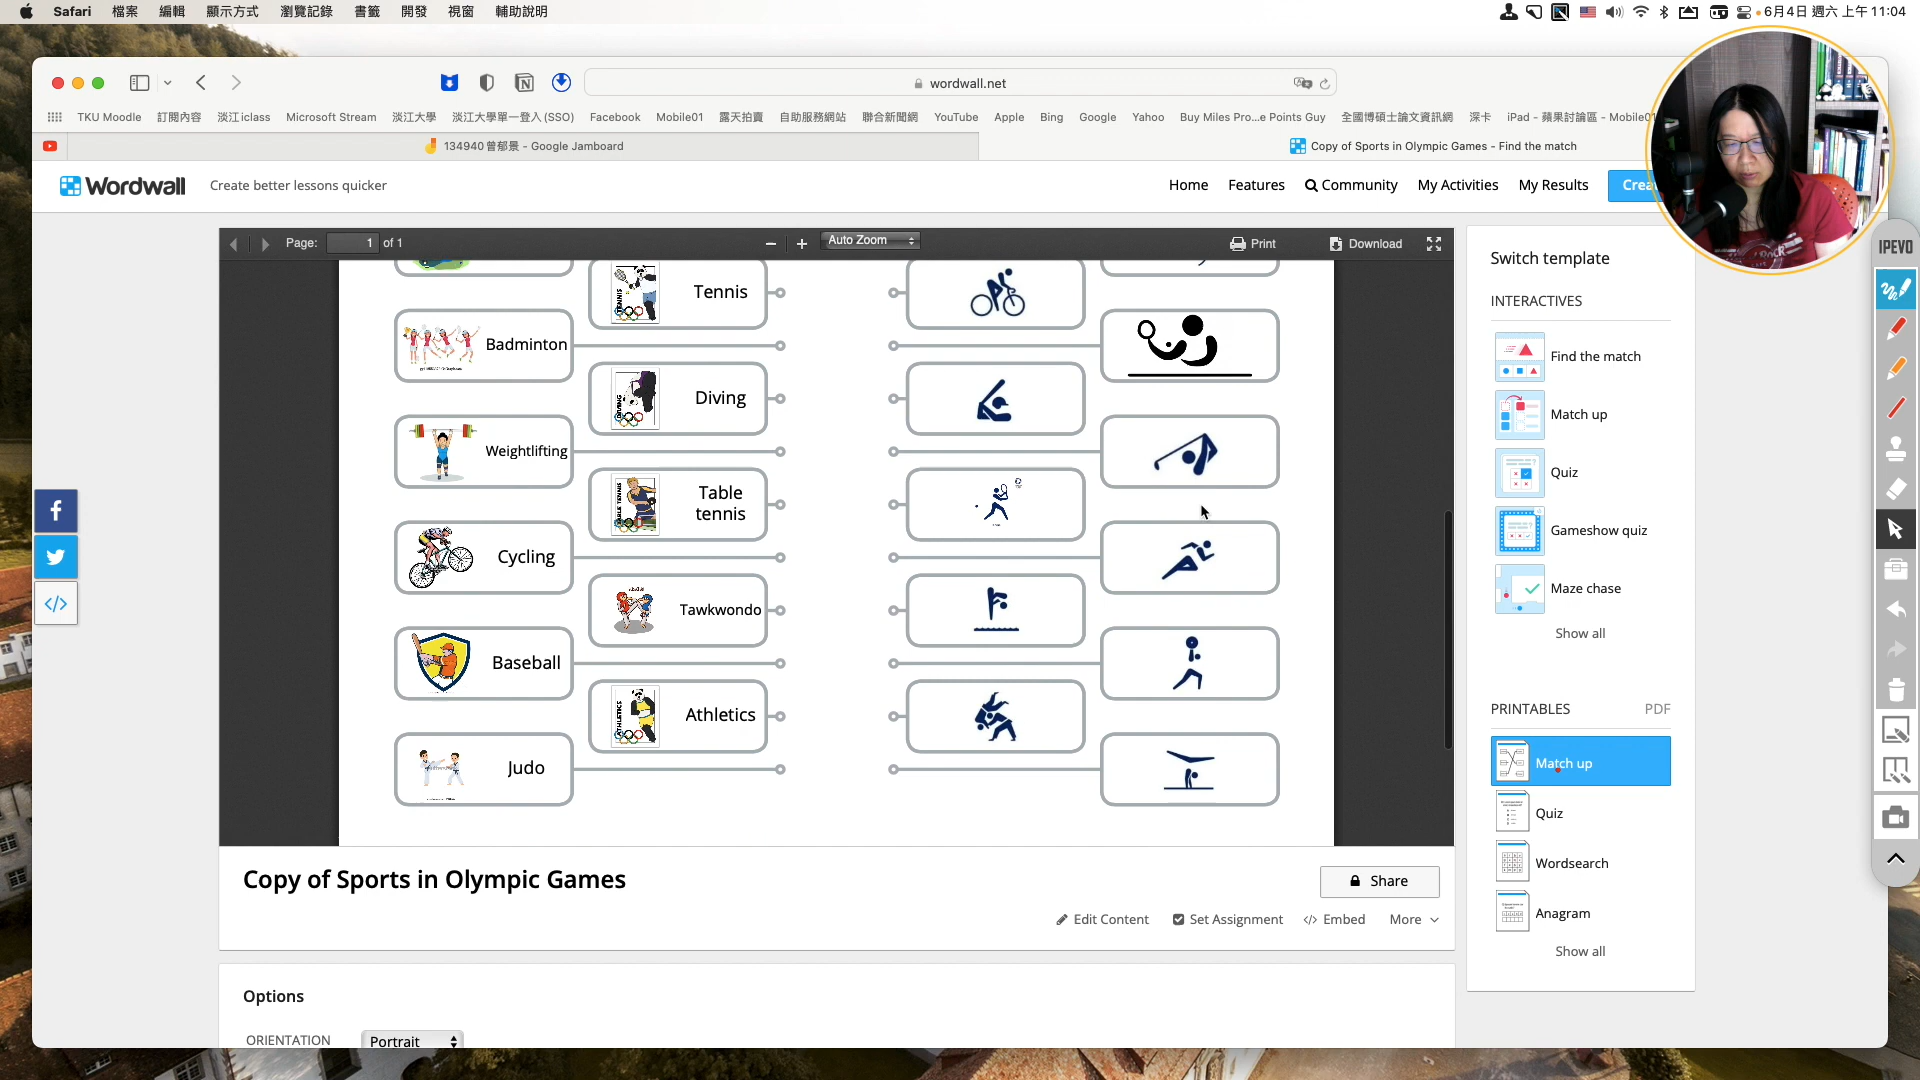 Safari 檔案 編輯 顯示方式 瀏覽記錄 書籤 開發 視窗 輔助說明 6月4日 週六 上午11:04
wordwall.net
TKU Moodle 訂閱內容 淡江iclass Microsoft Stream 淡江大學 淡江大學單一登入 (SSO) Facebook Mobile01 露天拍賣 自助服務網站 聯合新聞網 YouTube Apple Bing Google Yahoo Buy Miles Pro...e Points Guy 全國博碩士論文資訊網 深卡 iPad - 蘋果討論區 - Mobile01
134940 曾郁景 - Google Jamboard Copy of Sports in Olympic Games - Find the match
Wordwall Create better lessons quicker Home Features Community My Activities My Results Crea
IPEVO
Page: 1 of 1 Auto Zoom Print Download
Switch template
INTERACTIVES
Find the match
Match up
Quiz
Gameshow quiz
Maze chase
Show all
PRINTABLES PDF
Match up
Quiz
Wordsearch
Anagram
Show all
TENNIS Tennis
Badminton
DIVING Diving
Weightlifting
TABLE TENNIS Table
tennis
Cycling
Tawkwondo
Baseball
ATHLETICS Athletics
Judo
Copy of Sports in Olympic Games
Share
Edit Content Set Assignment Embed More
Options
ORIENTATION Portrait